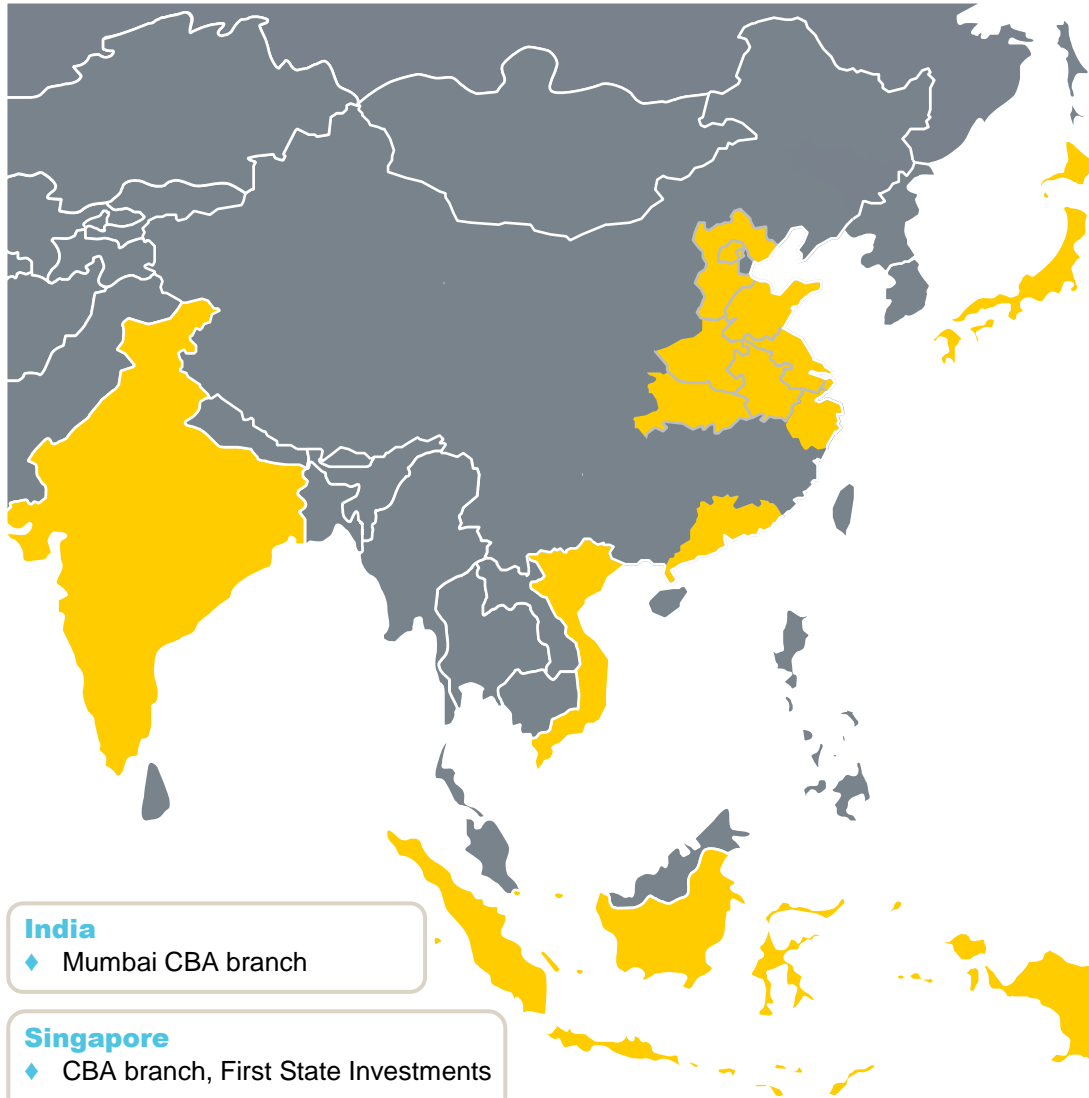 India
♦ Mumbai CBA branch
Singapore
♦ CBA branch, First State Investments